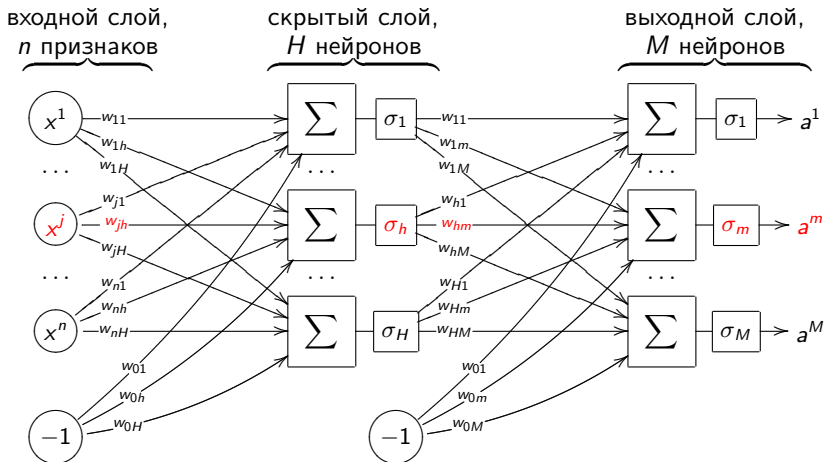 входной слой, скрытый слой, выходной слой,
n признаков H нейронов M нейронов
x¹ w₁₁ Σ σ₁ w₁₁ Σ σ₁ a¹
w₁ₕ w₁ₘ
w₁H w₁M
··· ··· ···
wⱼ₁ wₕ₁
xʲ wⱼₕ Σ σₕ wₕₘ Σ σₘ aᵐ
wⱼH wₕM
··· ··· ···
wₙ₁ wH₁
wₙₕ wHₘ
xⁿ wₙH Σ σH wHM Σ σM aᴹ
w₀₁ w₀₁
w₀ₕ w₀ₘ
−1 w₀H −1 w₀M